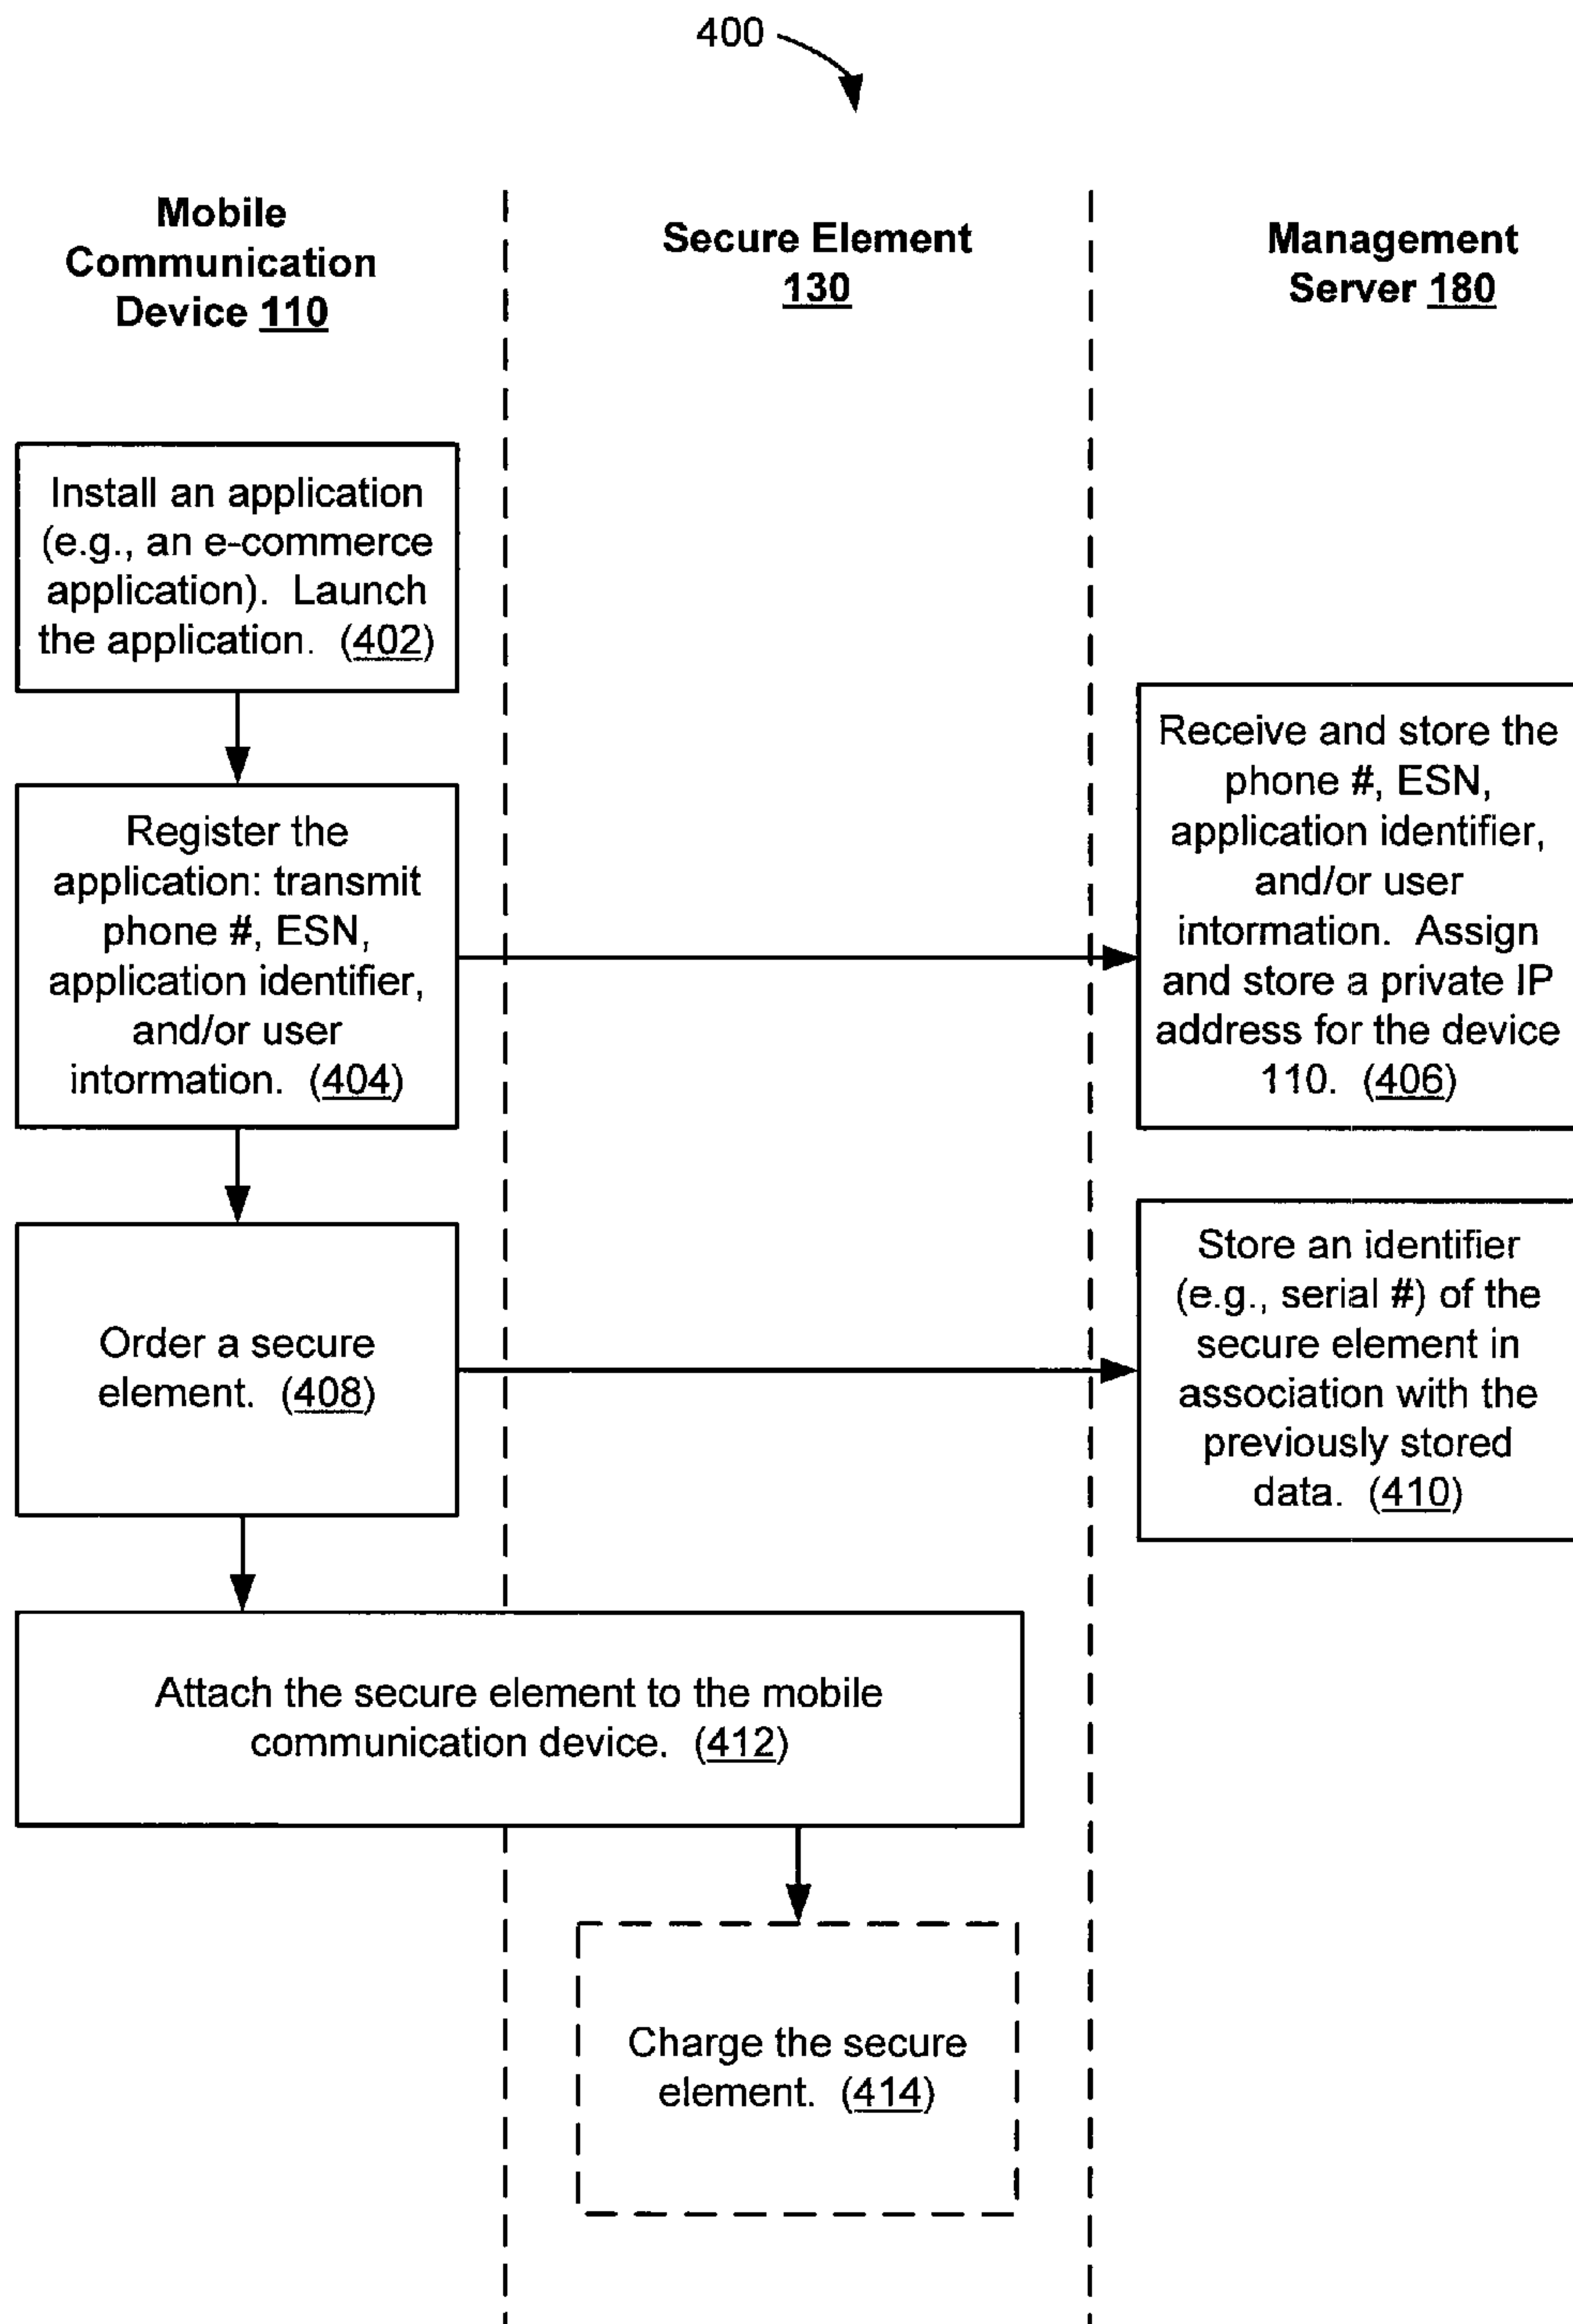 400
Mobile
Communication
Device 110
Secure Element
130
Management
Server 180
Install an application
(e.g., an e-commerce
application). Launch
the application. (402)
Register the
application: transmit
phone #, ESN,
application identifier,
and/or user
intormation. (404)
Receive and store the
phone #, ESN,
application identifier,
and/or user
intormation. Assign
and store a private IP
address for the device
110. (406)
Order a secure
element. (408)
Store an identifier
(e.g., serial #) of the
secure element in
association with the
previously stored
data. (410)
Attach the secure element to the mobile
communication device. (412)
Charge the secure
element. (414)